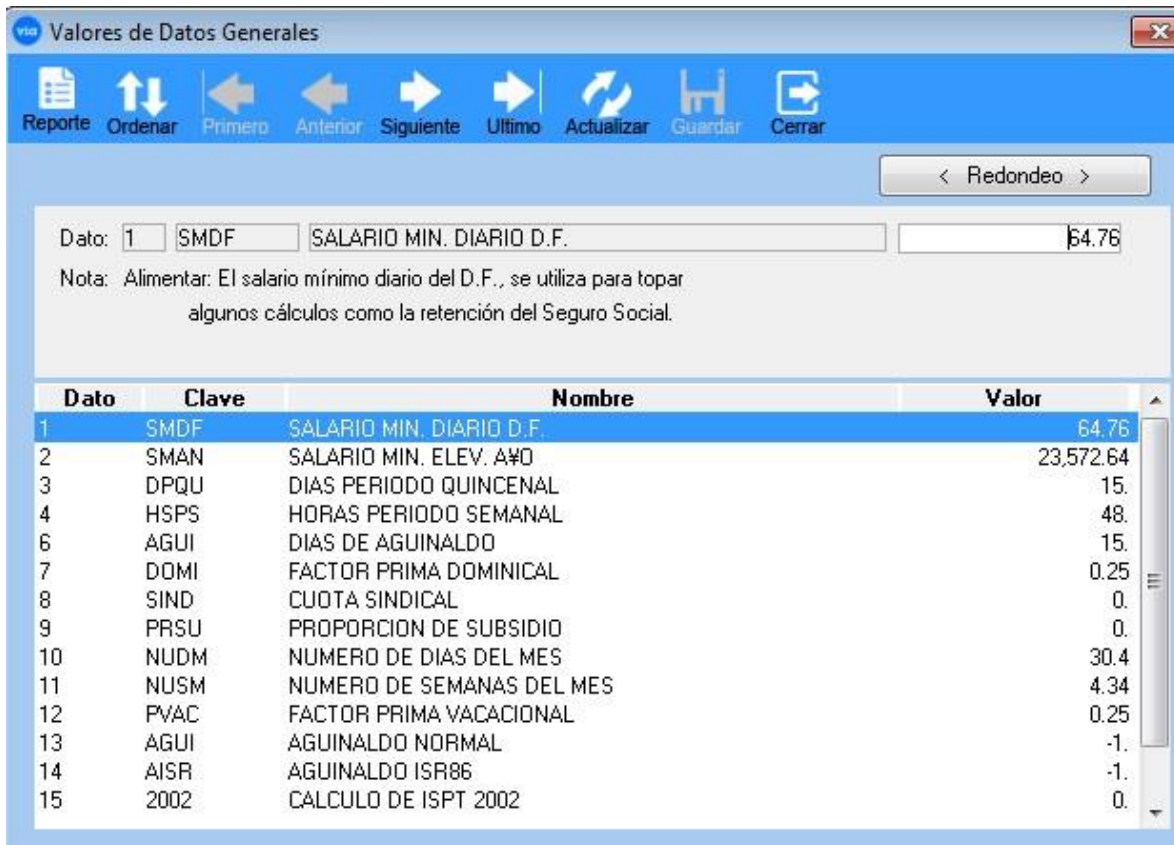 via Valores de Datos Generales
Reporte Ordenar Primero Anterior Siguiente Ultimo Actualizar Guardar Cerrar
< Redondeo >
Dato: 1 SMDF SALARIO MIN. DIARIO D.F. 64.76
Nota: Alimentar: El salario mínimo diario del D.F., se utiliza para topar
algunos cálculos como la retención del Seguro Social.
Dato Clave Nombre Valor
1 SMDF SALARIO MIN. DIARIO D.F. 64.76
2 SMAN SALARIO MIN. ELEV. A¥O 23,572.64
3 DPQU DIAS PERIODO QUINCENAL 15.
4 HSPS HORAS PERIODO SEMANAL 48.
6 AGUI DIAS DE AGUINALDO 15.
7 DOMI FACTOR PRIMA DOMINICAL 0.25
8 SIND CUOTA SINDICAL 0.
9 PRSU PROPORCION DE SUBSIDIO 0.
10 NUDM NUMERO DE DIAS DEL MES 30.4
11 NUSM NUMERO DE SEMANAS DEL MES 4.34
12 PVAC FACTOR PRIMA VACACIONAL 0.25
13 AGUI AGUINALDO NORMAL -1.
14 AISR AGUINALDO ISR86 -1.
15 2002 CALCULO DE ISPT 2002 0.